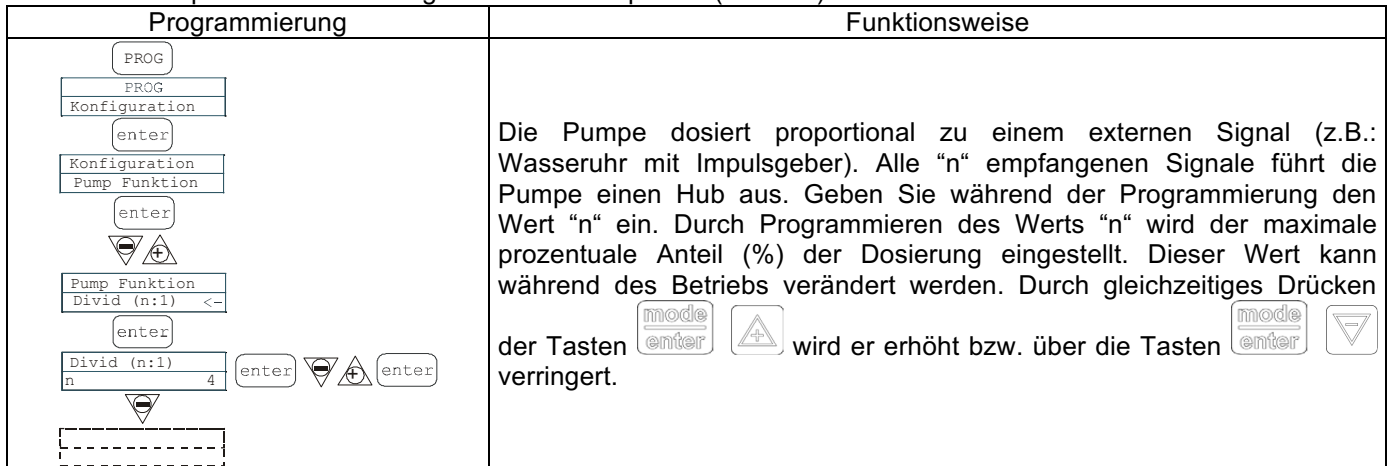 Programmierung
Funktionsweise
PROG
PROG
Konfiguration
enter
Konfiguration
Pump Funktion
enter
Pump Funktion
Divid (n:1) <-
enter
Divid (n:1)
n 4
enter
enter
Die Pumpe dosiert proportional zu einem externen Signal (z.B.:
Wasseruhr mit Impulsgeber). Alle “n“ empfangenen Signale führt die
Pumpe einen Hub aus. Geben Sie während der Programmierung den
Wert “n“ ein. Durch Programmieren des Werts “n“ wird der maximale
prozentuale Anteil (%) der Dosierung eingestellt. Dieser Wert kann
während des Betriebs verändert werden. Durch gleichzeitiges Drücken
der Tasten mode enter wird er erhöht bzw. über die Tasten mode enter
verringert.